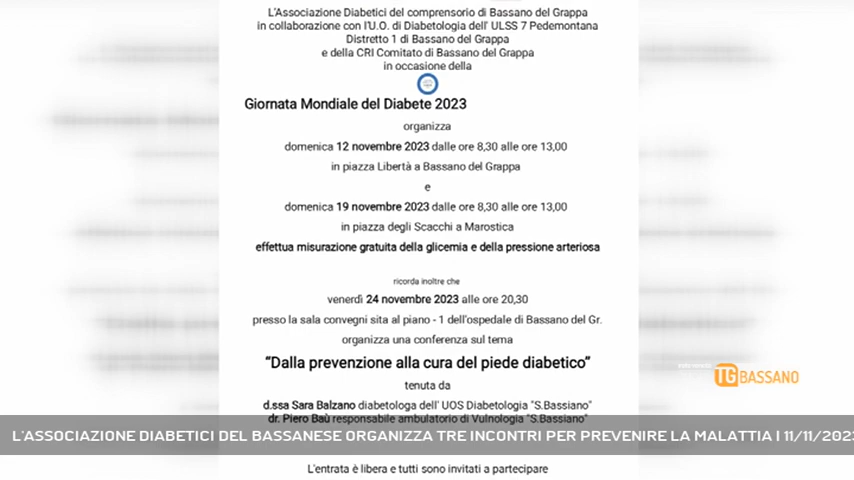 L'Associazione Diabetici del comprensorio di Bassano del Grappa
in collaborazione con l'U.O. di Diabetologia dell' ULSS 7 Pedemontana
Distretto 1 di Bassano del Grappa
e della CRI Comitato di Bassano del Grappa
in occasione della
Giornata Mondiale del Diabete 2023
organizza
domenica 12 novembre 2023 dalle ore 8,30 alle ore 13,00
in piazza Libertà a Bassano del Grappa
e
domenica 19 novembre 2023 dalle ore 8,30 alle ore 13,00
in piazza degli Scacchi a Marostica
effettua misurazione gratuita della glicemia e della pressione arteriosa
ricorda inoltre che
venerdì 24 novembre 2023 alle ore 20,30
presso la sala convegni sita al piano - 1 dell'ospedale di Bassano del Gr.
organizza una conferenza sul tema
“Dalla prevenzione alla cura del piede diabetico”
tenuta da
d.ssa Sara Balzano diabetologa dell' UOS Diabetologia "S.Bassiano"
dr. Piero Baù responsabile ambulatorio di Vulnologia "S.Bassiano"
TG BASSANO
L'ASSOCIAZIONE DIABETICI DEL BASSANESE ORGANIZZA TRE INCONTRI PER PREVENIRE LA MALATTIA | 11/11/2023
L'entrata è libera e tutti sono invitati a partecipare